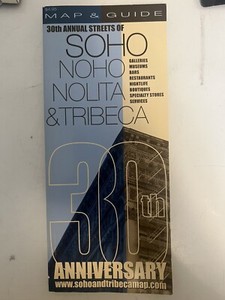 MAP & GUIDE
30th ANNUAL STREETS OF
SOHO
NOHO
NOLITA
& TRIBECA
GALLERIES
MUSEUMS
BARS
RESTAURANTS
NIGHTLIFE
BOUTIQUES
SPECIALTY STORES
SERVICES
30th
ANNIVERSARY
www.sohoandtribecamap.com